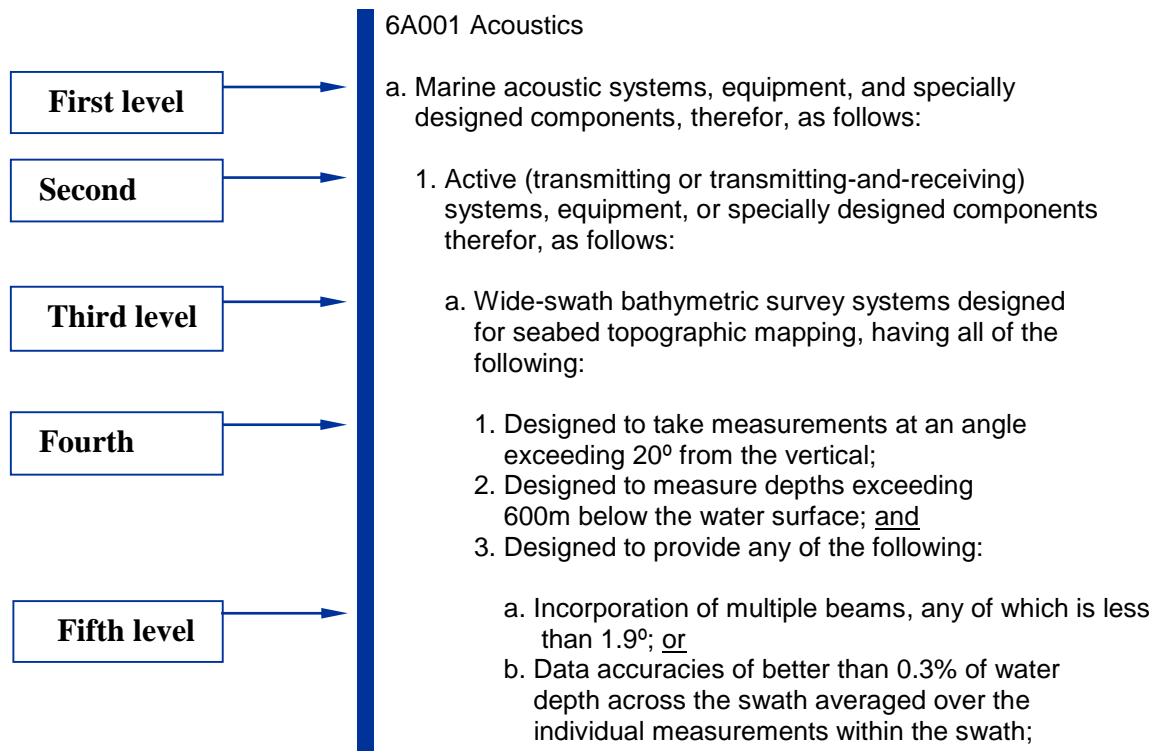 6A001 Acoustics
First level
a. Marine acoustic systems, equipment, and specially
designed components, therefor, as follows:
Second
1. Active (transmitting or transmitting-and-receiving)
systems, equipment, or specially designed components
therefor, as follows:
Third level
a. Wide-swath bathymetric survey systems designed
for seabed topographic mapping, having all of the
following:
Fourth
1. Designed to take measurements at an angle
exceeding 20º from the vertical;
2. Designed to measure depths exceeding
600m below the water surface; and
3. Designed to provide any of the following:
Fifth level
a. Incorporation of multiple beams, any of which is less
than 1.9º; or
b. Data accuracies of better than 0.3% of water
depth across the swath averaged over the
individual measurements within the swath;